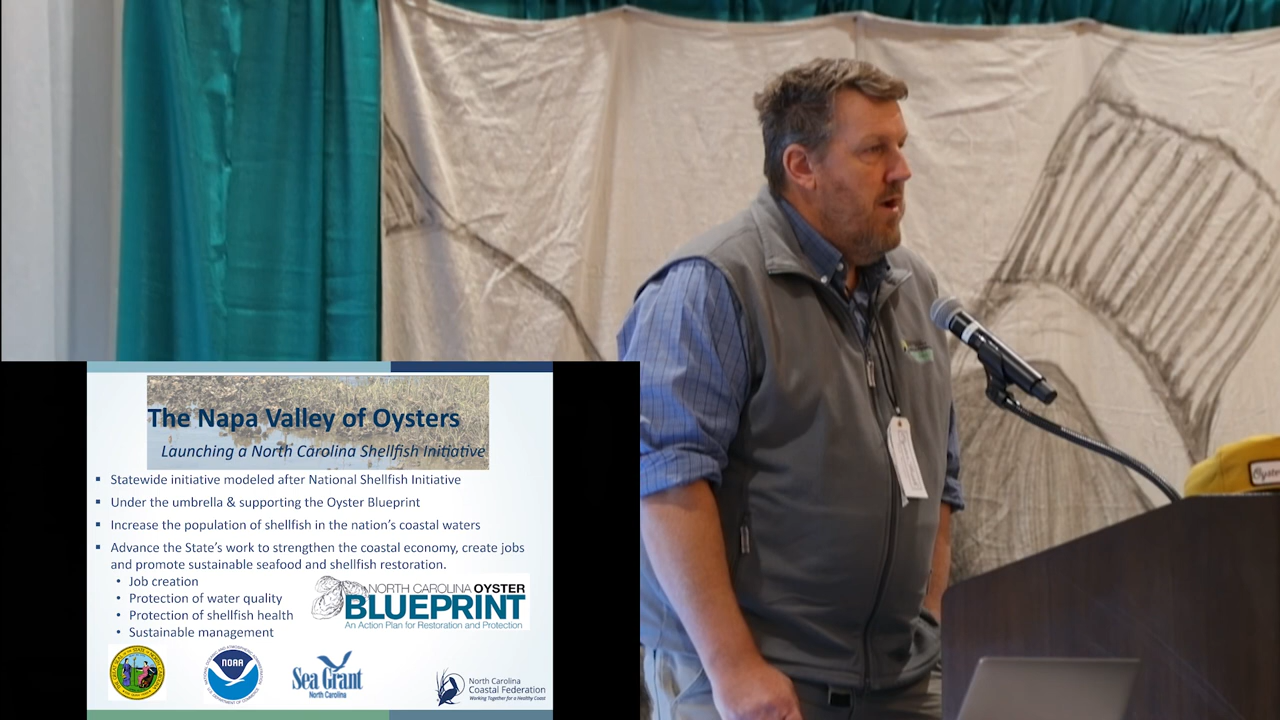 The Napa Valley of Oysters
Launching a North Carolina Shellfish Initiative
▪ Statewide initiative modeled after National Shellfish Initiative
▪ Under the umbrella & supporting the Oyster Blueprint
▪ Increase the population of shellfish in the nation's coastal waters
▪ Advance the State's work to strengthen the coastal economy, create jobs
and promote sustainable seafood and shellfish restoration.
• Job creation
• Protection of water quality
• Protection of shellfish health
• Sustainable management
NORTH CAROLINA OYSTER
BLUEPRINT
An Action Plan for Restoration and Protection
NOAA
Sea Grant
North Carolina
North Carolina
Coastal Federation
Working Together for a Healthy Coast